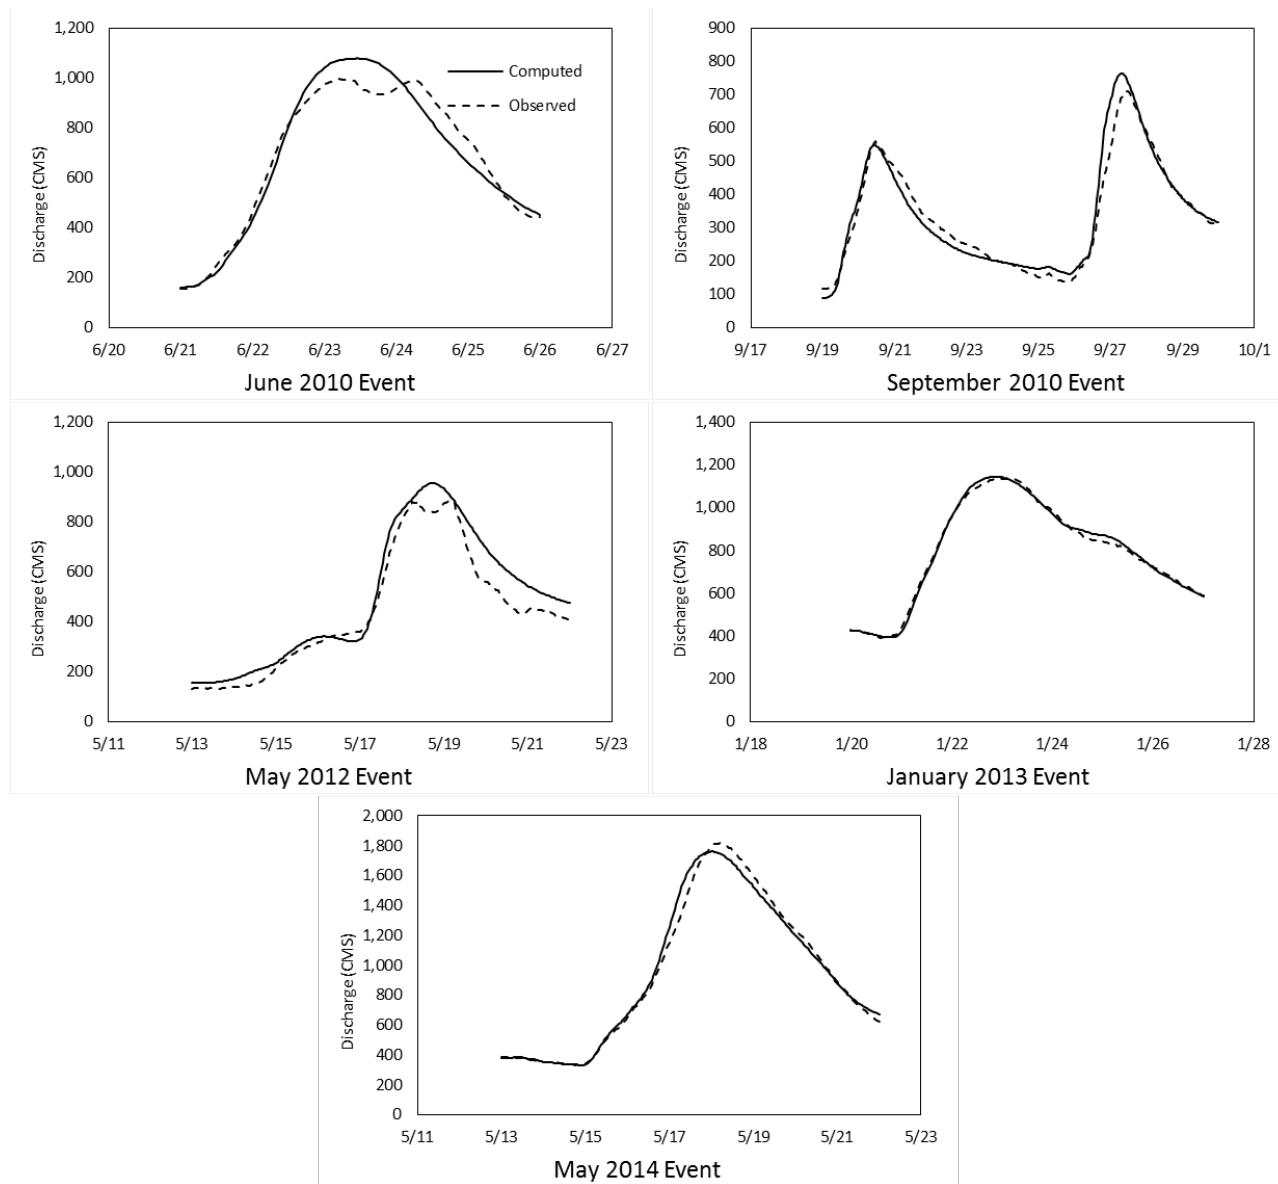 1,200
1,000
800
600
400
200
0
Discharge (CMS)
Computed
Observed
6/20 6/21 6/22 6/23 6/24 6/25 6/26 6/27
June 2010 Event
900
800
700
600
500
400
300
200
100
0
Discharge (CMS)
9/17 9/19 9/21 9/23 9/25 9/27 9/29 10/1
September 2010 Event
1,200
1,000
800
600
400
200
0
Discharge (CMS)
5/11 5/13 5/15 5/17 5/19 5/21 5/23
May 2012 Event
1,400
1,200
1,000
800
600
400
200
0
Discharge (CMS)
1/18 1/20 1/22 1/24 1/26 1/28
January 2013 Event
2,000
1,800
1,600
1,400
1,200
1,000
800
600
400
200
0
Discharge (CMS)
5/11 5/13 5/15 5/17 5/19 5/21 5/23
May 2014 Event